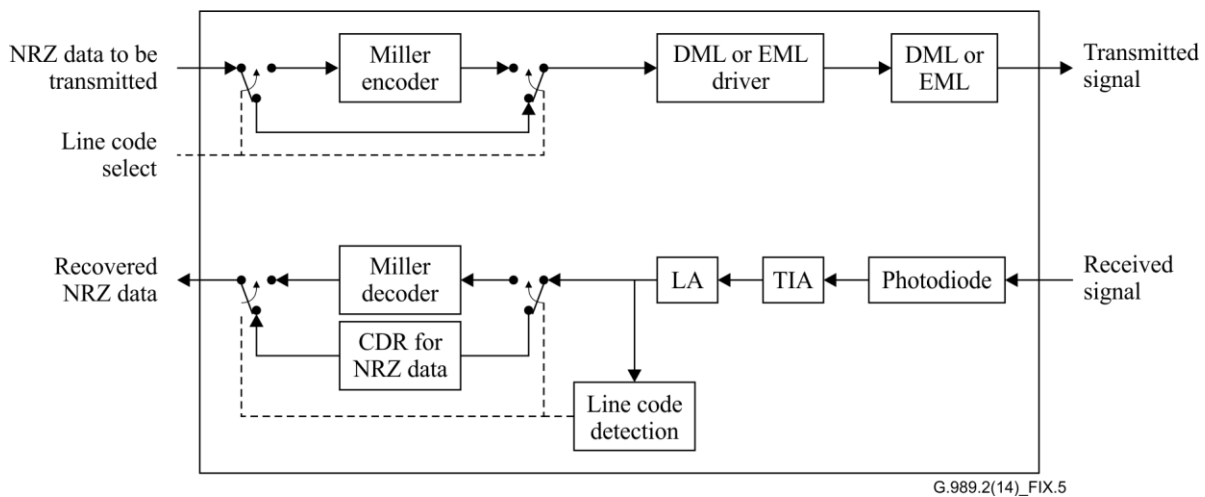 NRZ data to be
transmitted
Miller
encoder
DML or EML
driver
DML or
EML
Transmitted
signal
Line code
select
Recovered
NRZ data
Miller
decoder
LA
TIA
Photodiode
Received
signal
CDR for
NRZ data
Line code
detection
G.989.2(14)_FIX.5